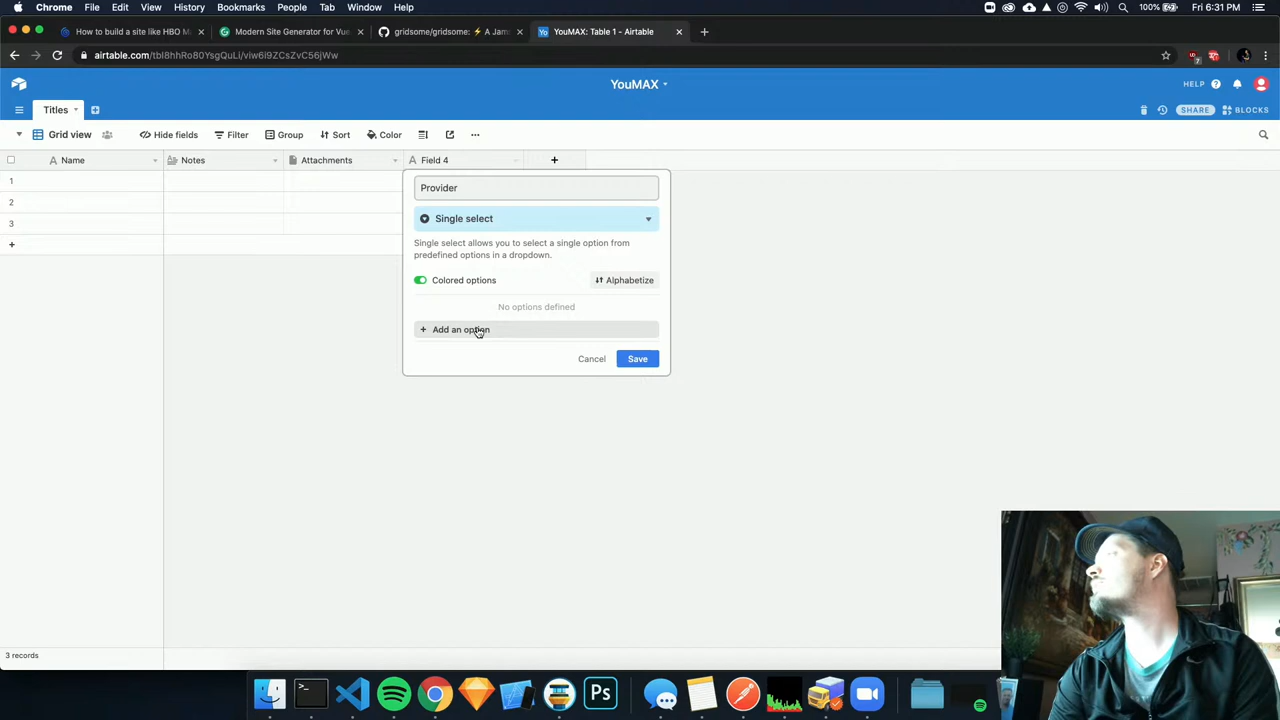 Chrome File Edit View History Bookmarks People Tab Window Help
100% Fri 6:31 PM
How to build a site like HBO M
Modern Site Generator for Vue
gridsome/gridsome: ⚡ A Jam
YouMAX: Table 1 - Airtable
airtable.com/tbl8hhRo80YsgQuLi/viw6I9ZCsZvC56jWw
YouMAX
HELP
Titles
SHARE
BLOCKS
Grid view
Hide fields
Filter
Group
Sort
Color
Name
Notes
Attachments
Field 4
1
2
3
Provider
Single select
Single select allows you to select a single option from
predefined options in a dropdown.
Colored options
Alphabetize
No options defined
+ Add an option
Cancel
Save
3 records
Ps